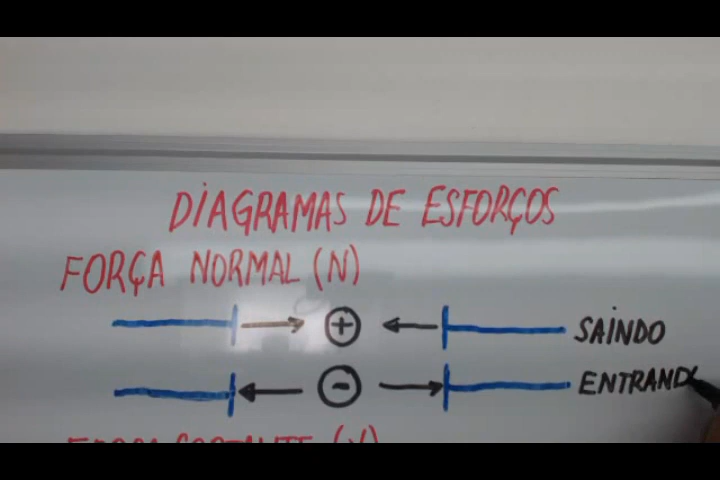 DIAGRAMAS DE ESFORÇOS
FORÇA NORMAL (N)
+ SAINDO
- ENTRAND